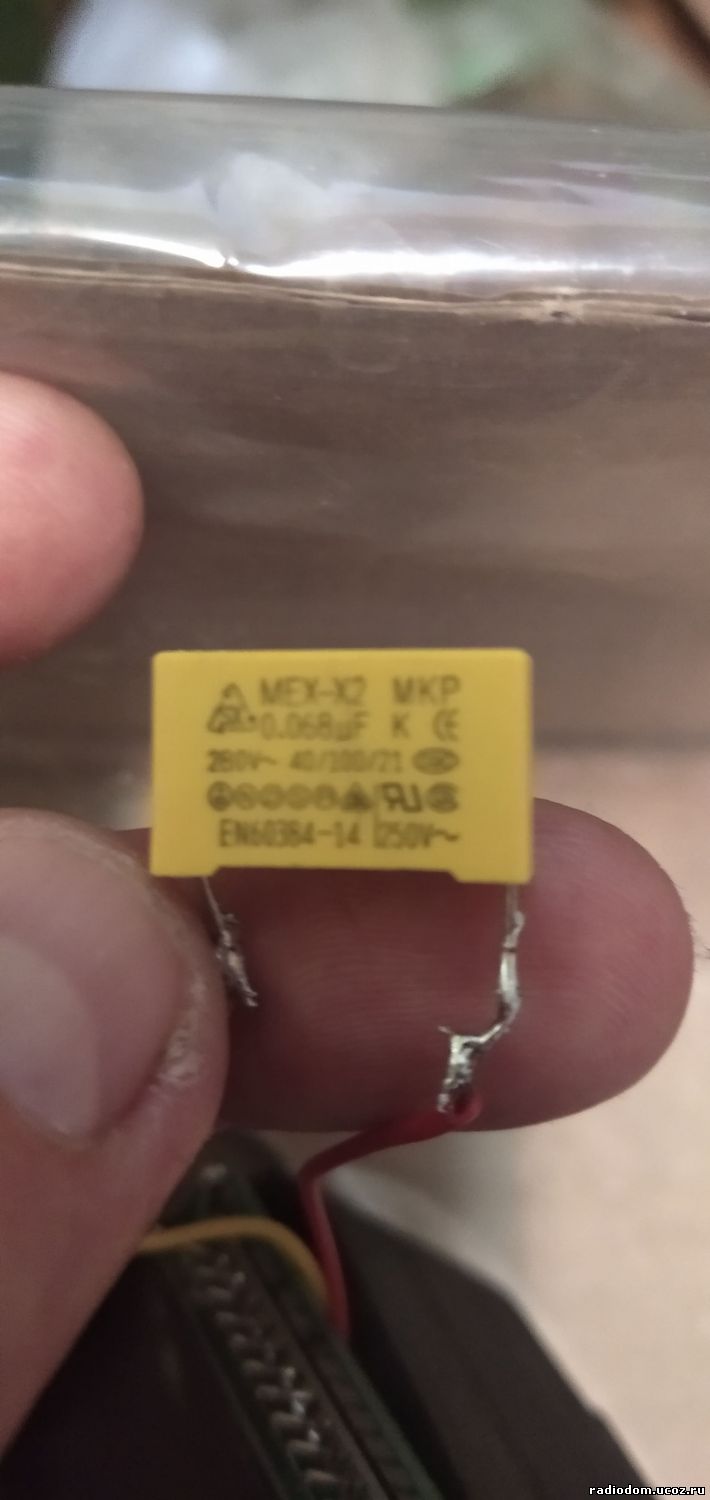 MEX-X2 MKP
0.068µF K CE
280V~ 40/100/21
EN60384-14 250V~
radiodom.ucoz.ru